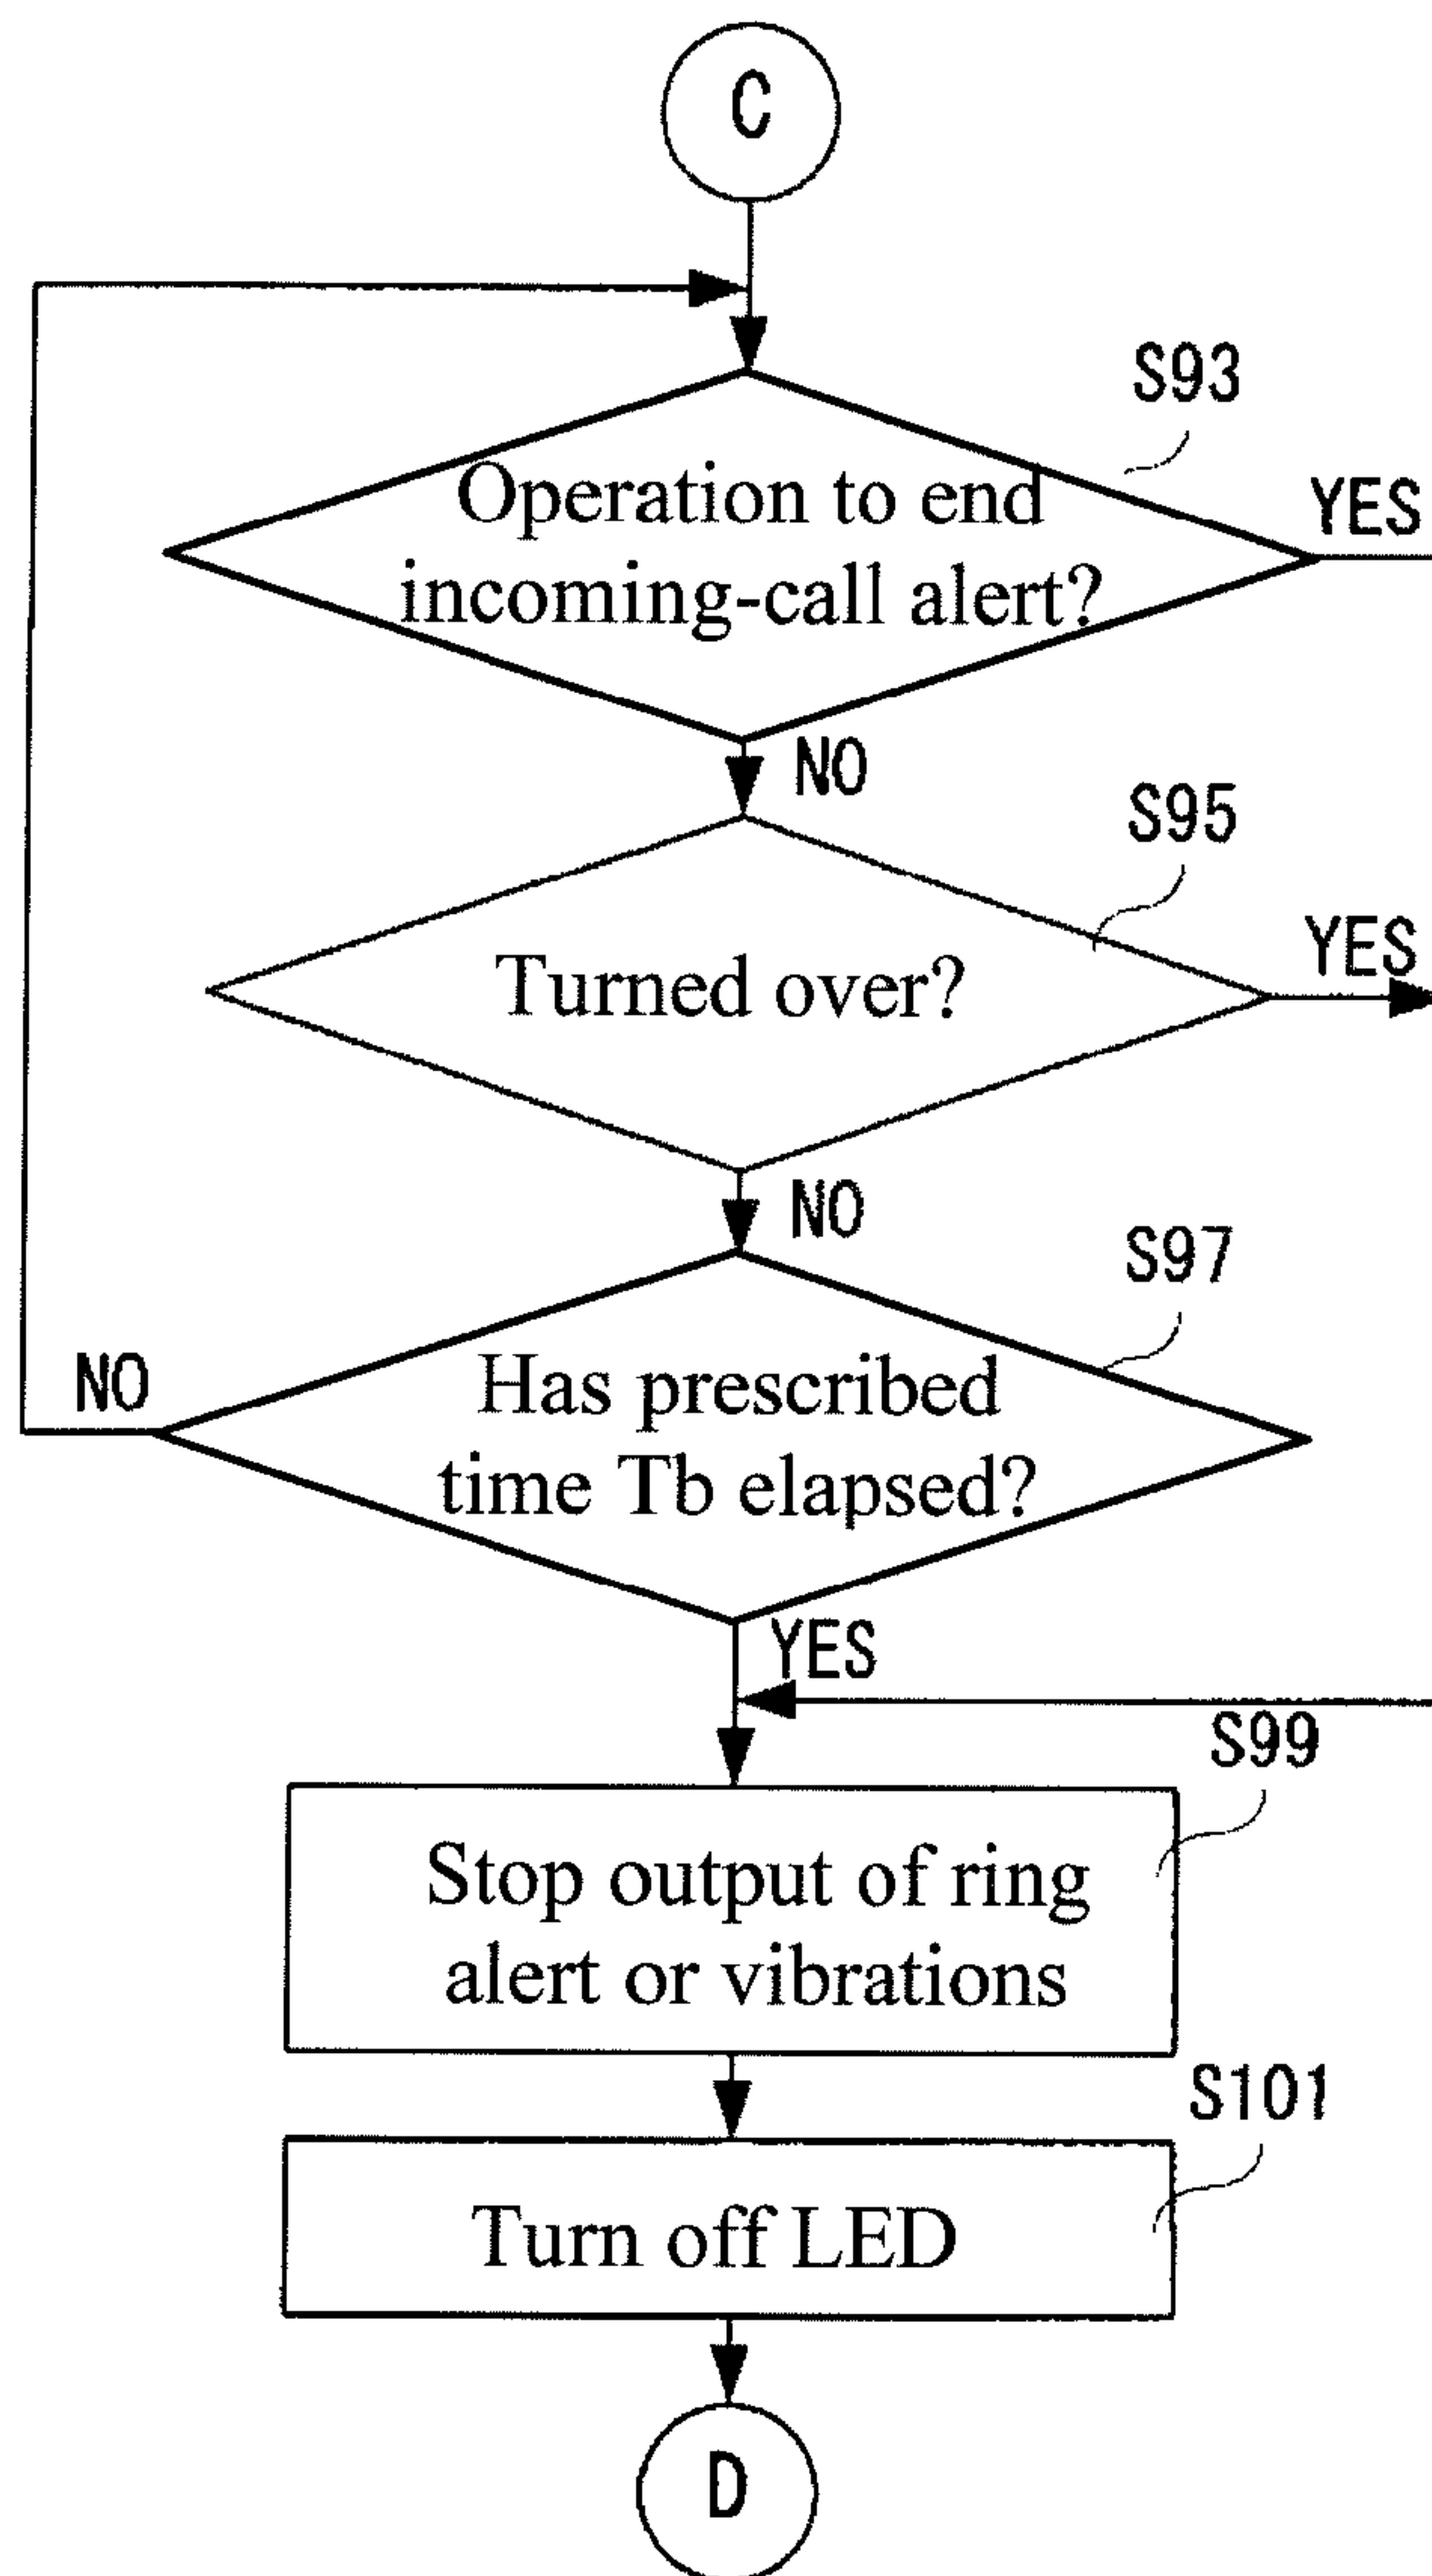 C
S93
Operation to end
incoming-call alert?
YES
NO
S95
Turned over?
YES
NO
S97
Has prescribed
time Tb elapsed?
NO
YES
S99
Stop output of ring
alert or vibrations
S101
Turn off LED
D